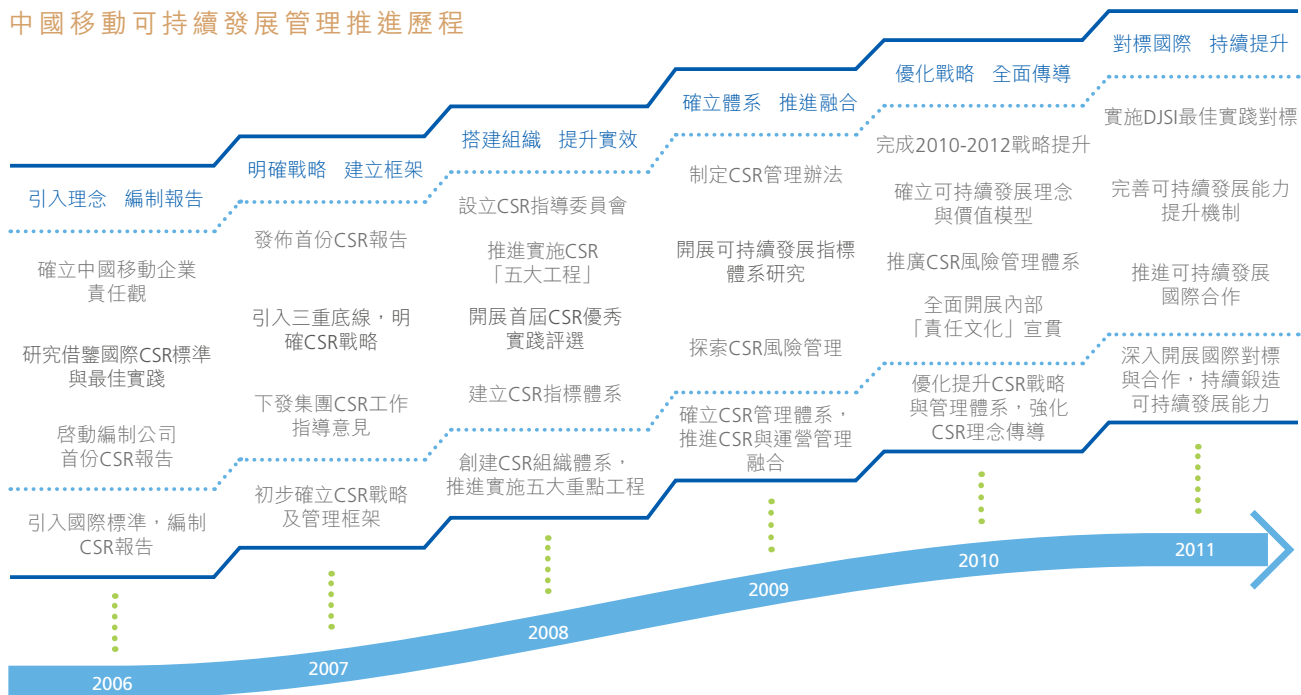 中國移動可持續發展管理推進歷程
引入理念　編制報告
確立中國移動企業
責任觀
研究借鑒國際CSR標準
與最佳實踐
啓動編制公司
首份CSR報告
引入國際標準，編制
CSR報告
2006
明確戰略　建立框架
發佈首份CSR報告
引入三重底線，明
確CSR戰略
下發集團CSR工作
指導意見
初步確立CSR戰略
及管理框架
2007
搭建組織　提升實效
設立CSR指導委員會
推進實施CSR
「五大工程」
開展首屆CSR優秀
實踐評選
建立CSR指標體系
創建CSR組織體系，
推進實施五大重點工程
2008
確立體系　推進融合
制定CSR管理辦法
開展可持續發展指標
體系研究
探索CSR風險管理
確立CSR管理體系，
推進CSR與運營管理
融合
2009
優化戰略　全面傳導
完成2010-2012戰略提升
確立可持續發展理念
與價值模型
推廣CSR風險管理體系
全面開展內部
「責任文化」宣貫
優化提升CSR戰略
與管理體系，強化
CSR理念傳導
2010
對標國際　持續提升
實施DJSI最佳實踐對標
完善可持續發展能力
提升機制
推進可持續發展
國際合作
深入開展國際對標
與合作，持續鍛造
可持續發展能力
2011